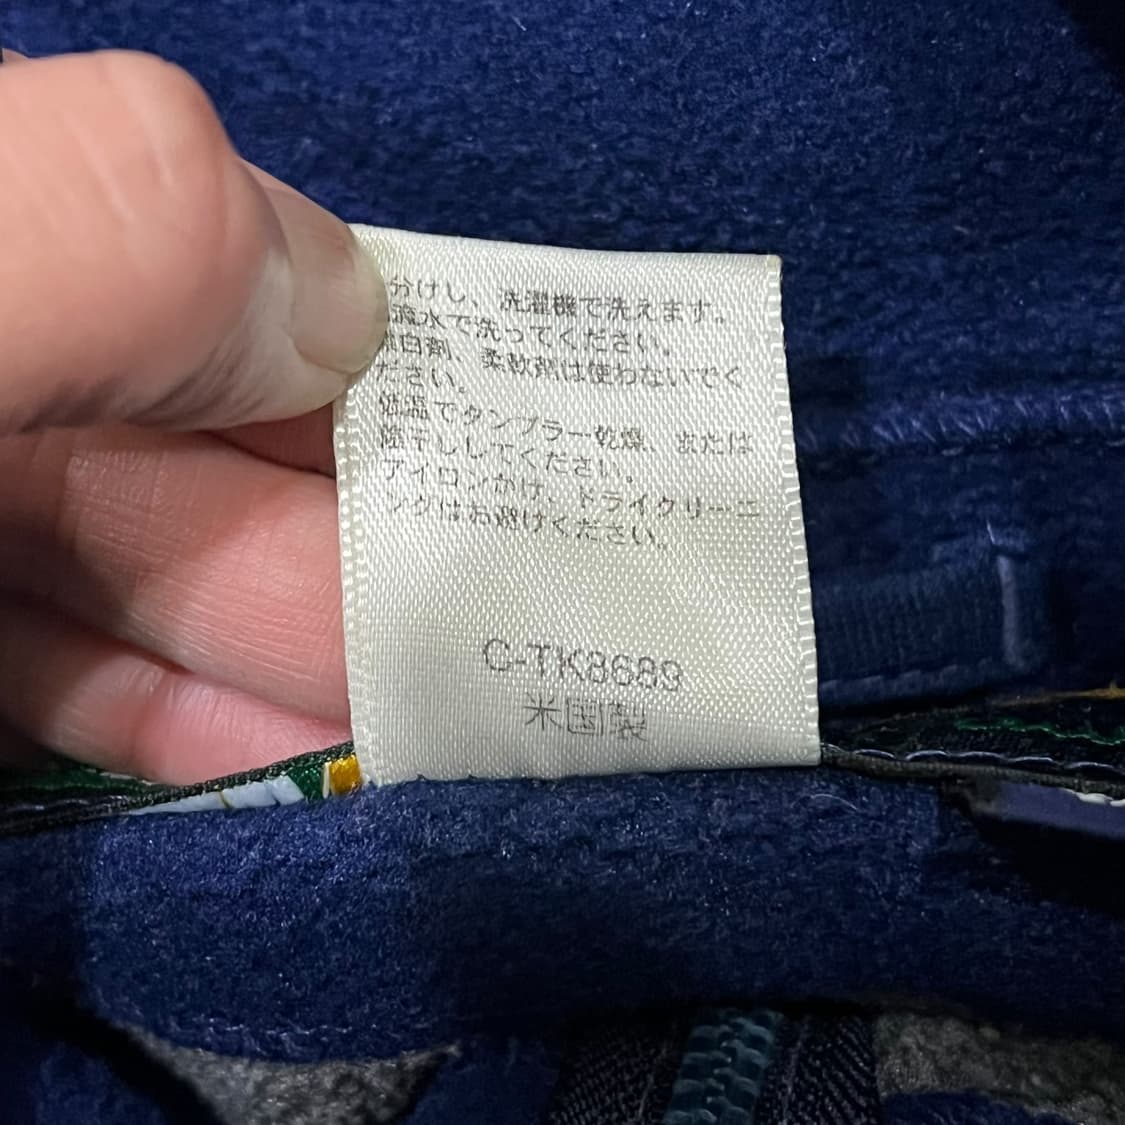 分けし、洗濯機で洗えます。
流水で洗ってください。
白剤、柔軟剤は使わないでく
ださい。
低温でタンブラー乾燥、または
陰干ししてください。
アイロンかけ、ドライクリーニ
ングはお避けください。
C-TK8689
米国製